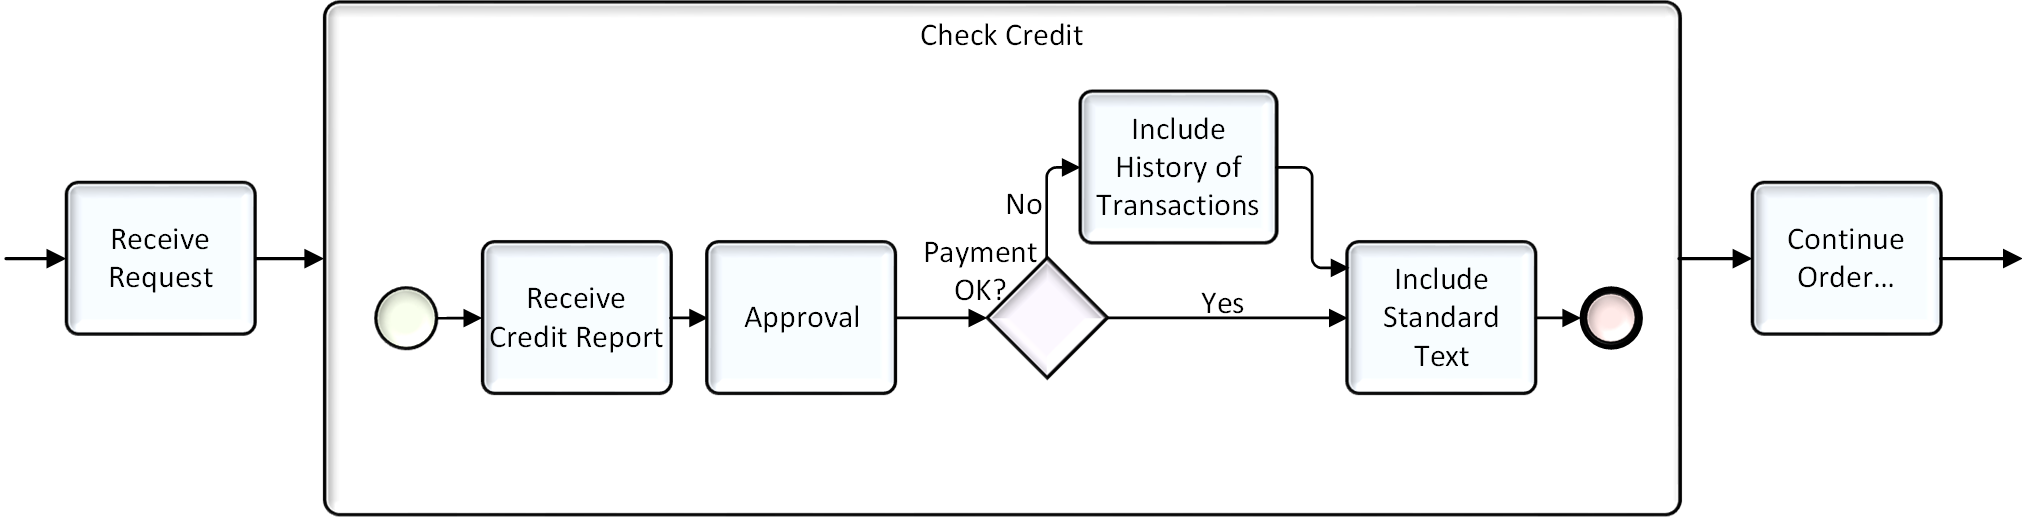 Check Credit
Receive
Request
Receive
Credit Report
Approval
Payment
OK?
No
Include
History of
Transactions
Yes
Include
Standard
Text
Continue
Order...